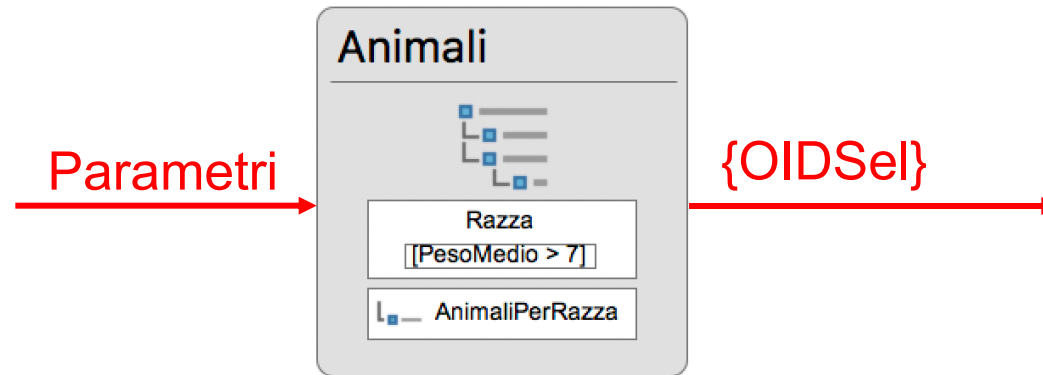 Animali
Parametri
{OIDSel}
Razza
[PesoMedio > 7]
AnimaliPerRazza